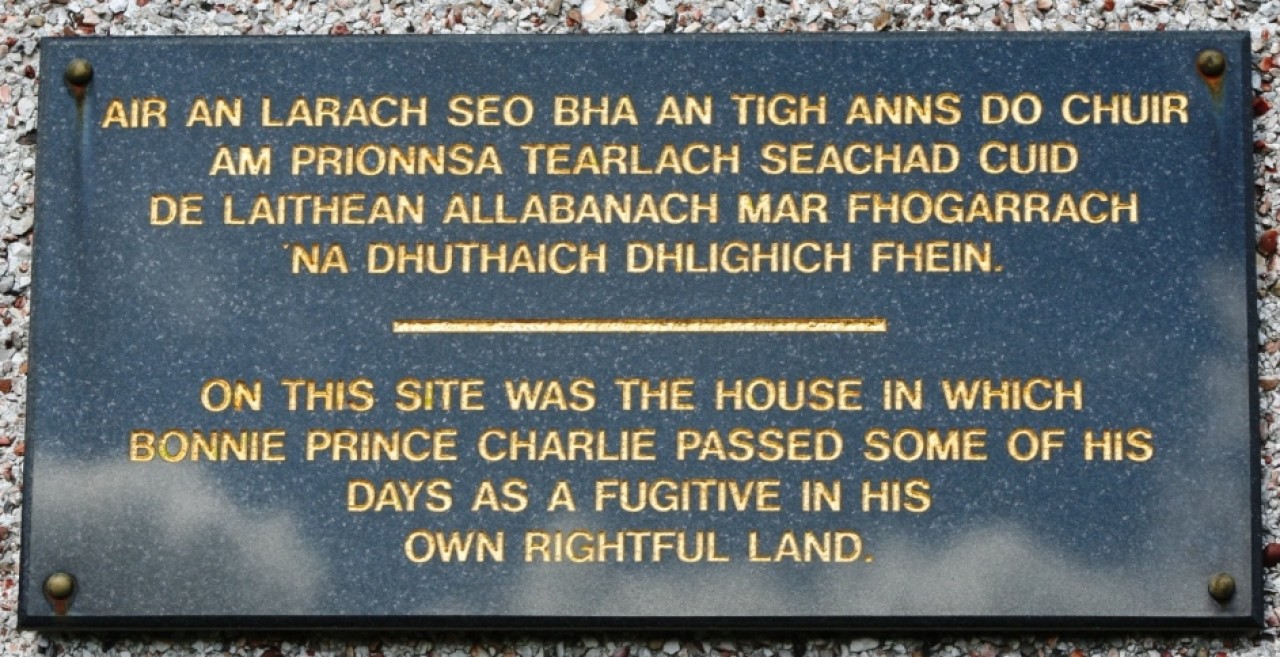 AIR AN LARACH SEO BHA AN TIGH ANNS DO CHUIR
AM PRIONNSA TEARLACH SEACHAD CUID
DE LAITHEAN ALLABANACH MAR FHOGARRACH
'NA DHUTHAICH DHLIGHICH FHEIN.
ON THIS SITE WAS THE HOUSE IN WHICH
BONNIE PRINCE CHARLIE PASSED SOME OF HIS
DAYS AS A FUGITIVE IN HIS
OWN RIGHTFUL LAND.